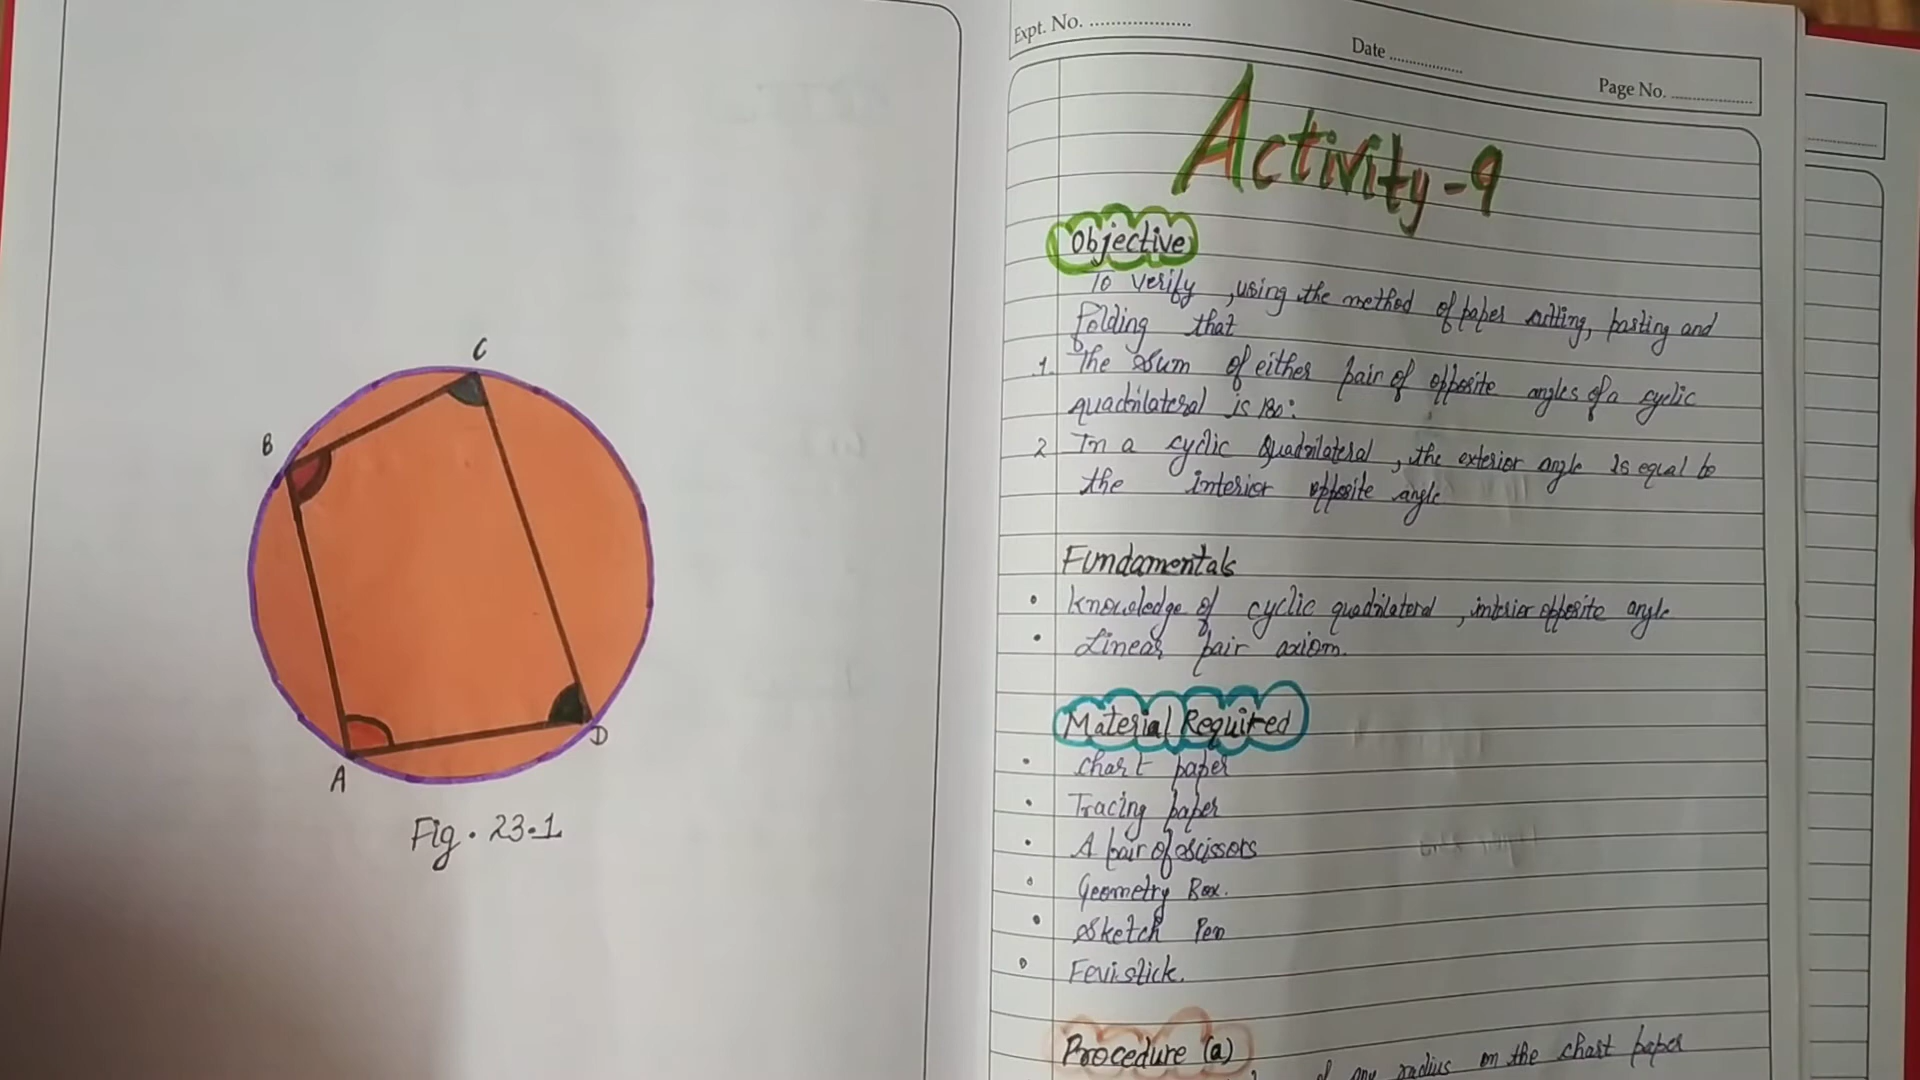 C
B
A
D
Fig. 23.1
Expt. No. ....................
Date ..................
Page No. ....................
Activity-9
Objective
To verify ,using the method of paper cutting, pasting and
folding that
1. The sum of either pair of opposite angles of a cyclic
quadrilateral is 180°
2 In a cyclic Quadrilateral , the exterior angle is equal to
the interior opposite angle
Fundamentals
• Knowledge of cyclic quadrilateral , interior opposite angle
• Linear pair axiom.
Material Required
• Chart paper
• Tracing paper
• A pair of scissors
• Geometry Box.
• Sketch Pen
• Fevistick.
Procedure (a)
of any radius on the chart paper